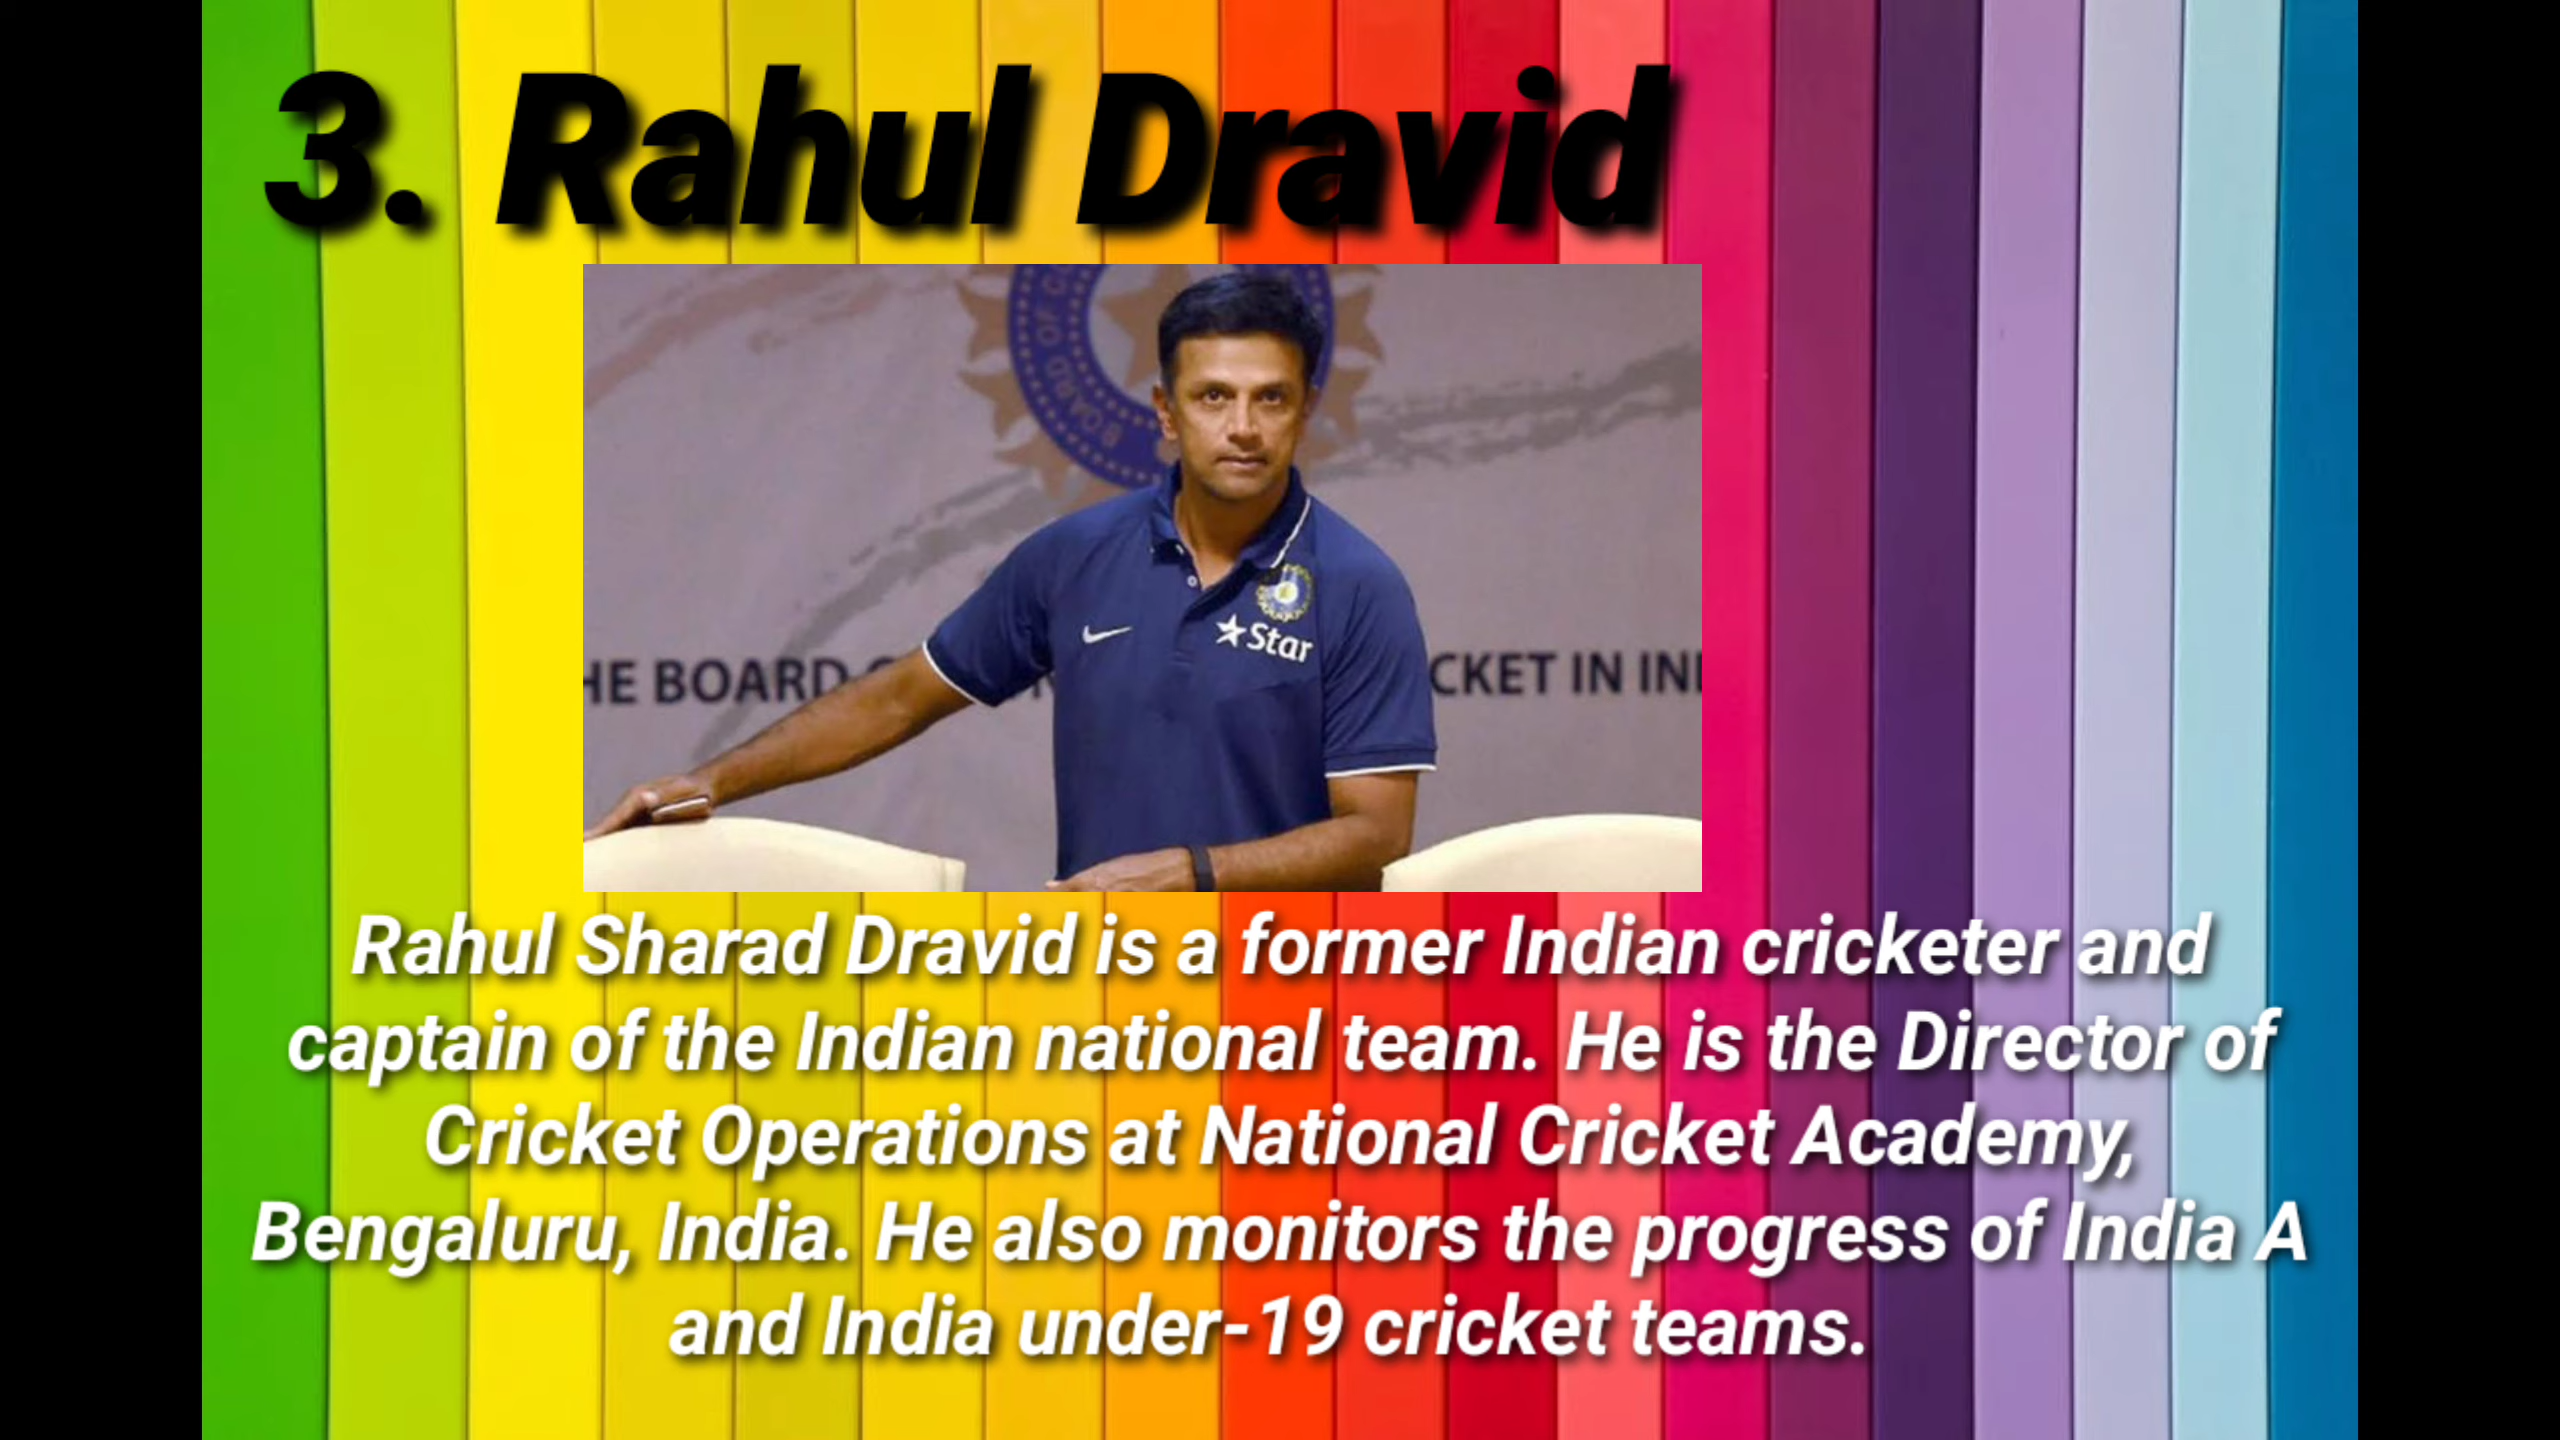 3. Rahul Dravid
BOARD OF
Star
HE BOARD
CKET IN IN
Rahul Sharad Dravid is a former Indian cricketer and
captain of the Indian national team. He is the Director of
Cricket Operations at National Cricket Academy,
Bengaluru, India. He also monitors the progress of India A
and India under-19 cricket teams.